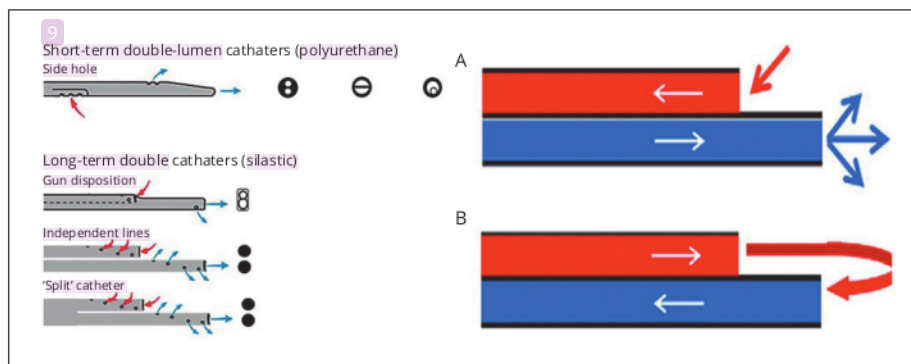 9
Short-term double-lumen cathaters (polyurethane)
Side hole
Long-term double cathaters (silastic)
Gun disposition
Independent lines
‘Split’ catheter
A
B